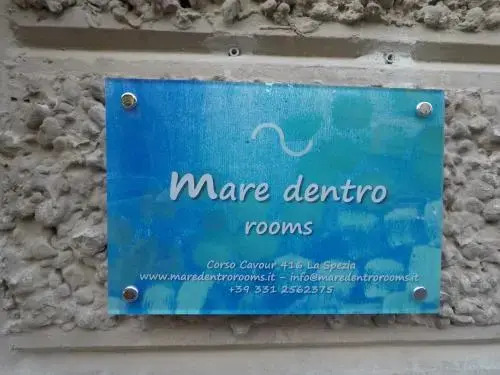 Mare dentro
rooms
Corso Cavour 416 La Spezia
www.maredentrorooms.it - info@maredentrorooms.it
+39 331 2562375